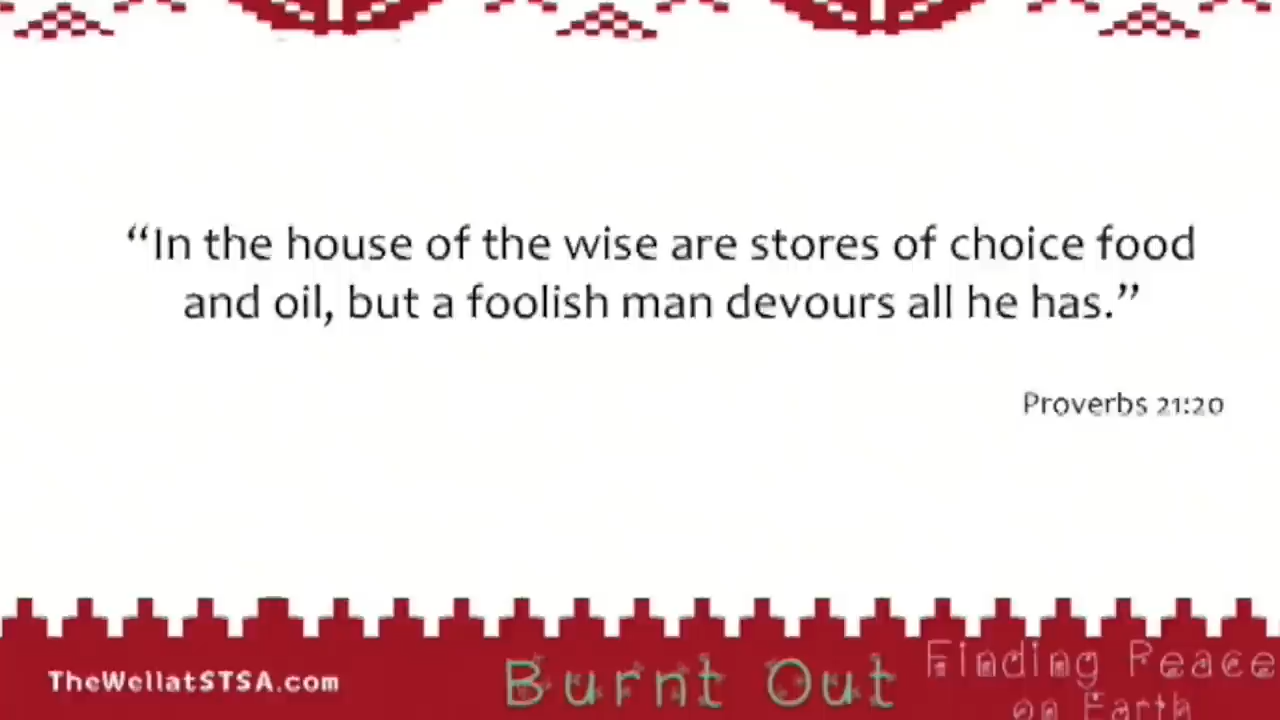 “In the house of the wise are stores of choice food
and oil, but a foolish man devours all he has.”
Proverbs 21:20
TheWellatSTSA.com
Burnt Out
Finding Peace
on Earth